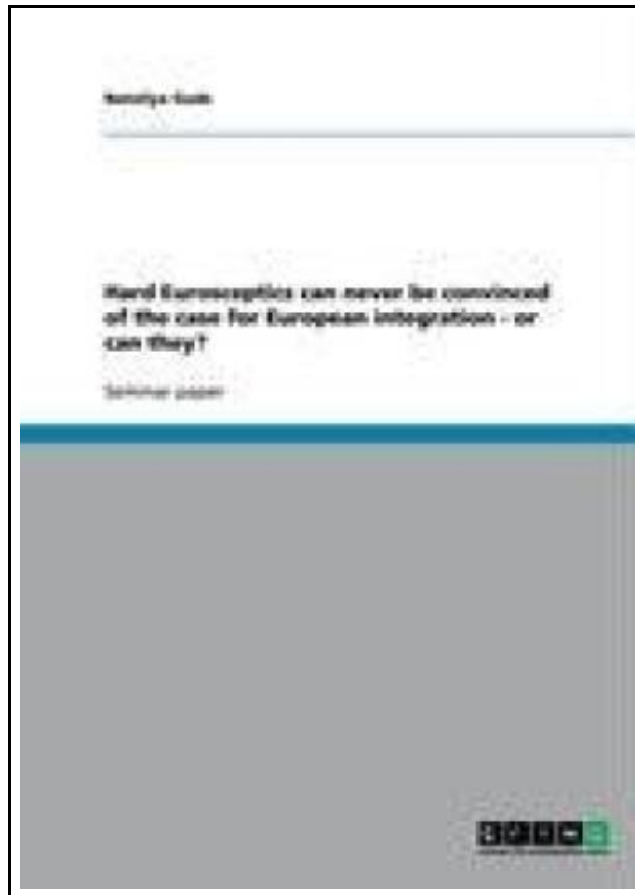 Hard Eurosceptics can never be convinced
of the case for European integration - or
can they?
Seminar paper